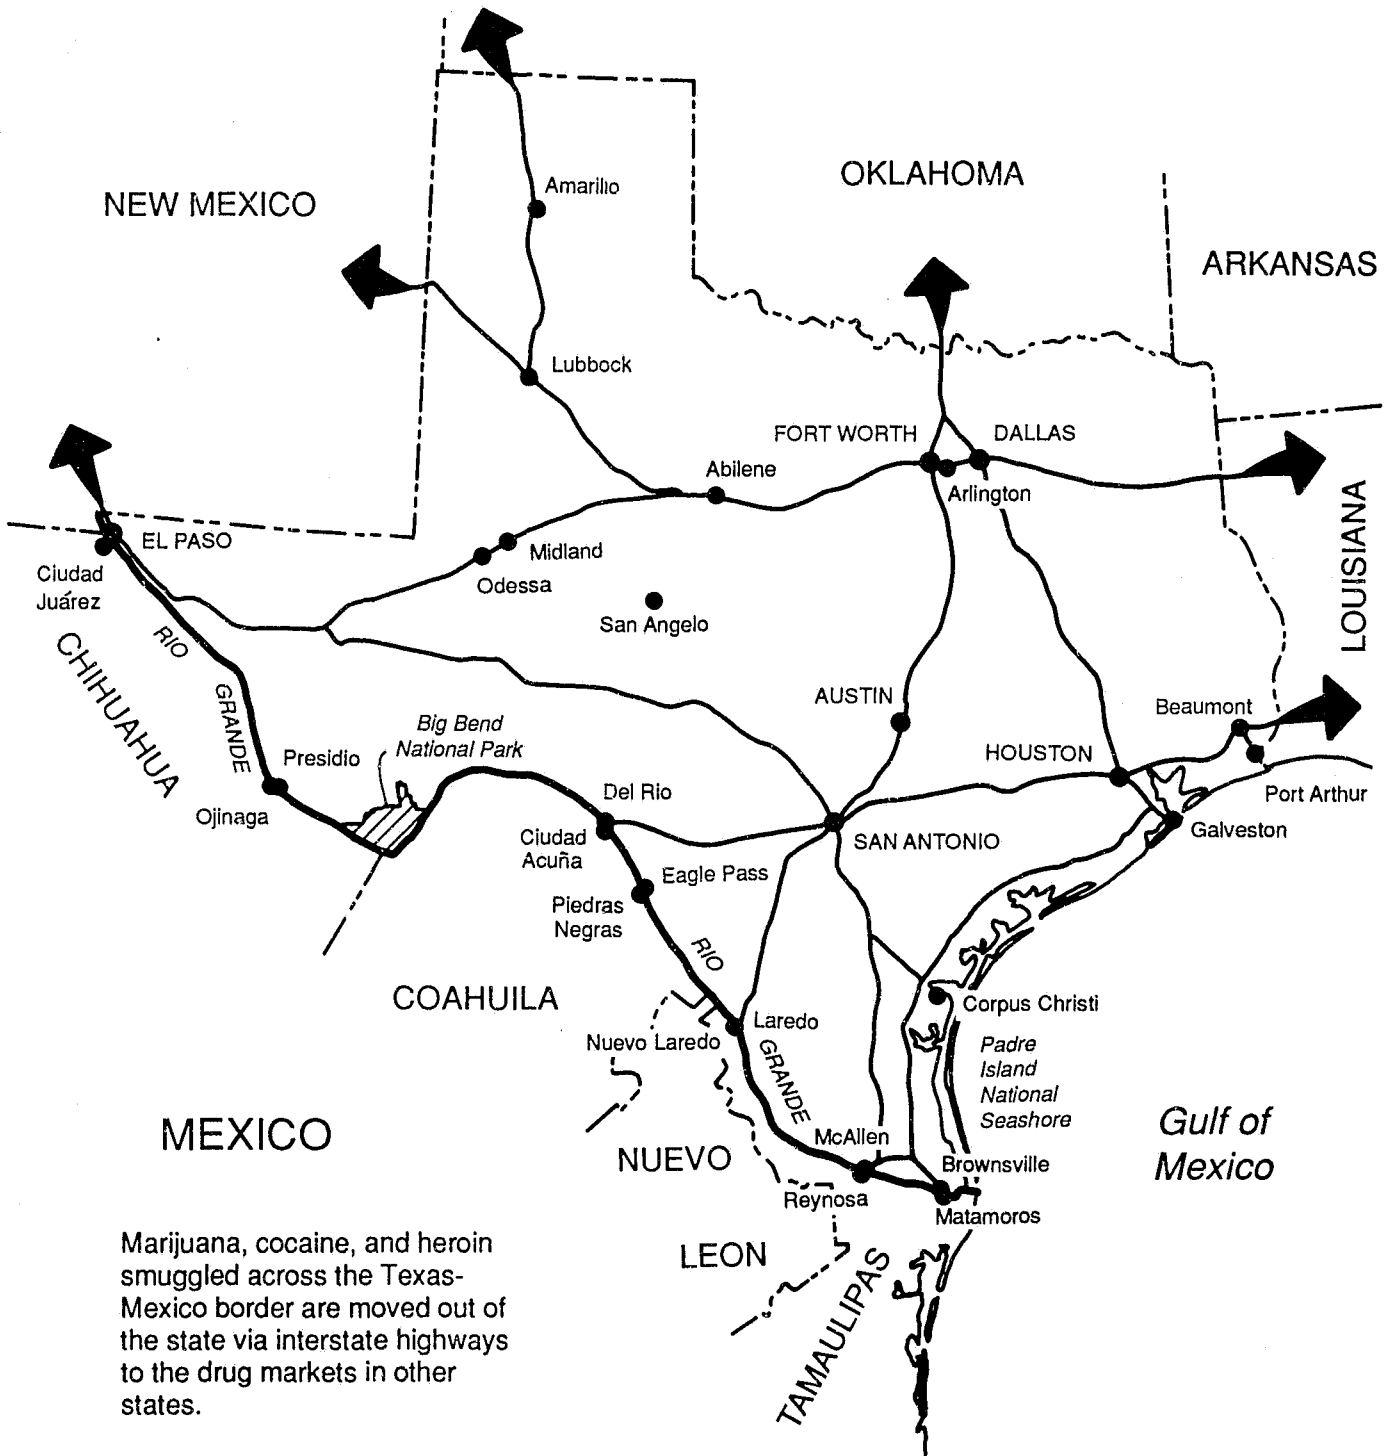 OKLAHOMA
Amarillo
NEW MEXICO
ARKANSAS
Lubbock
FORT WORTH
DALLAS
Abilene
Arlington
LOUISIANA
EL PASO
Midland
Odessa
Ciudad
Juárez
San Angelo
RIO
GRANDE
CHIHUAHUA
AUSTIN
Beaumont
Big Bend
National Park
HOUSTON
Presidio
Del Rio
Port Arthur
Ojinaga
Ciudad
Acuña
SAN ANTONIO
Galveston
Eagle Pass
Piedras
Negras
RIO
GRANDE
COAHUILA
Corpus Christi
Laredo
Nuevo Laredo
Padre
Island
National
Seashore
MEXICO
Gulf of
Mexico
McAllen
NUEVO
LEON
Brownsville
Reynosa
Matamoros
TAMAULIPAS
Marijuana, cocaine, and heroin
smuggled across the Texas-
Mexico border are moved out of
the state via interstate highways
to the drug markets in other
states.